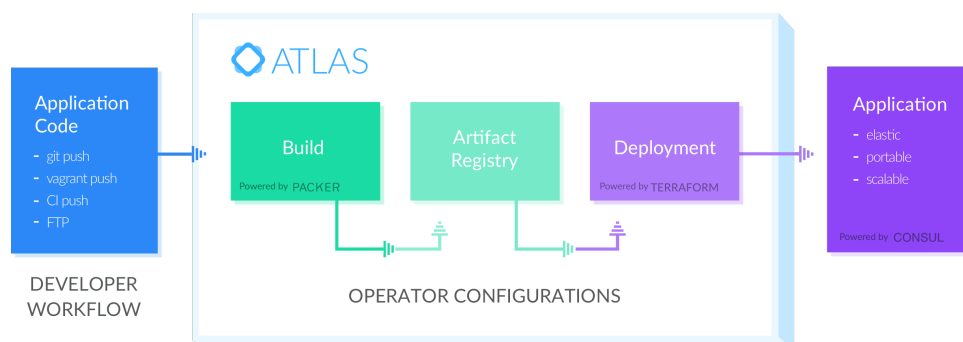 Application
Code
- git push
- vagrant push
- CI push
- FTP
DEVELOPER
WORKFLOW
ATLAS
Build
Powered by PACKER
Artifact
Registry
Deployment
Powered by TERRAFORM
OPERATOR CONFIGURATIONS
Application
- elastic
- portable
- scalable
Powered by CONSUL